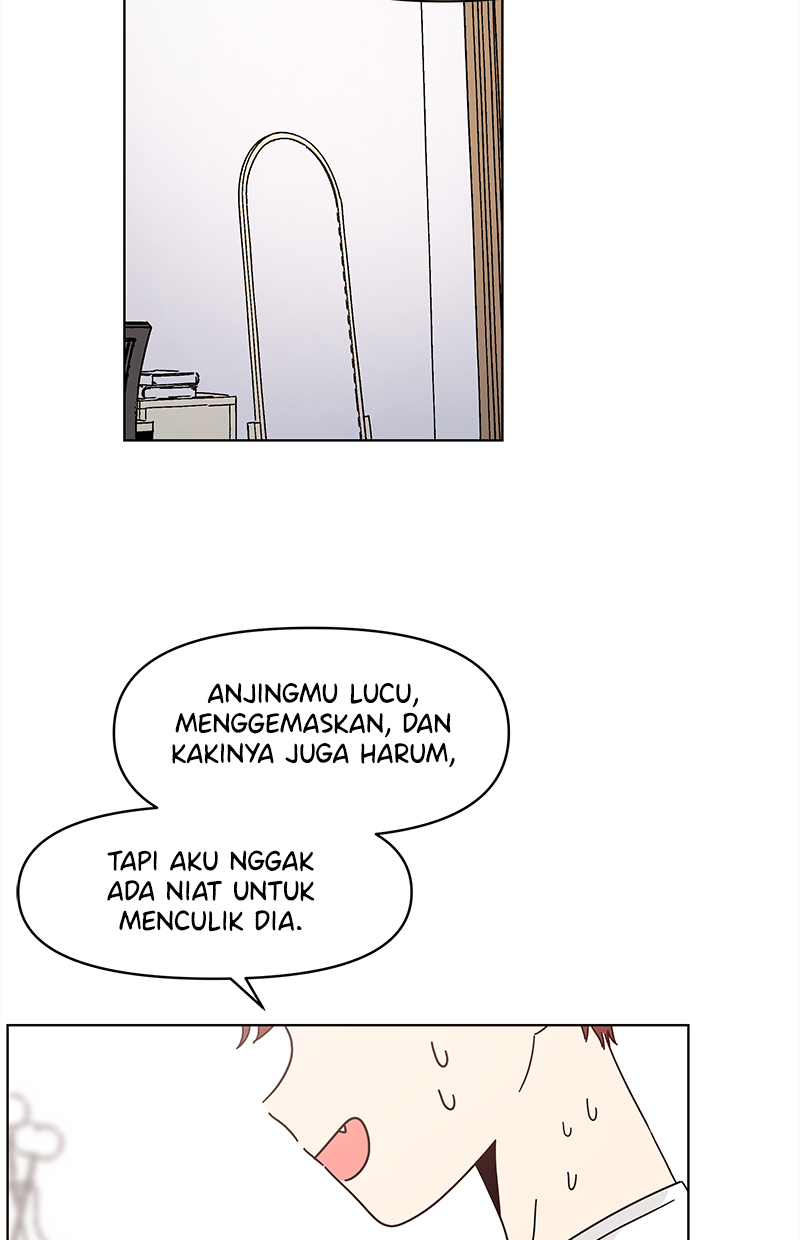 ANJINGMU LUCU,
MENGGEMASKAN, DAN
KAKINYA JUGA HARUM,
TAPI AKU NGGAK
ADA NIAT UNTUK
MENCULIK DIA.